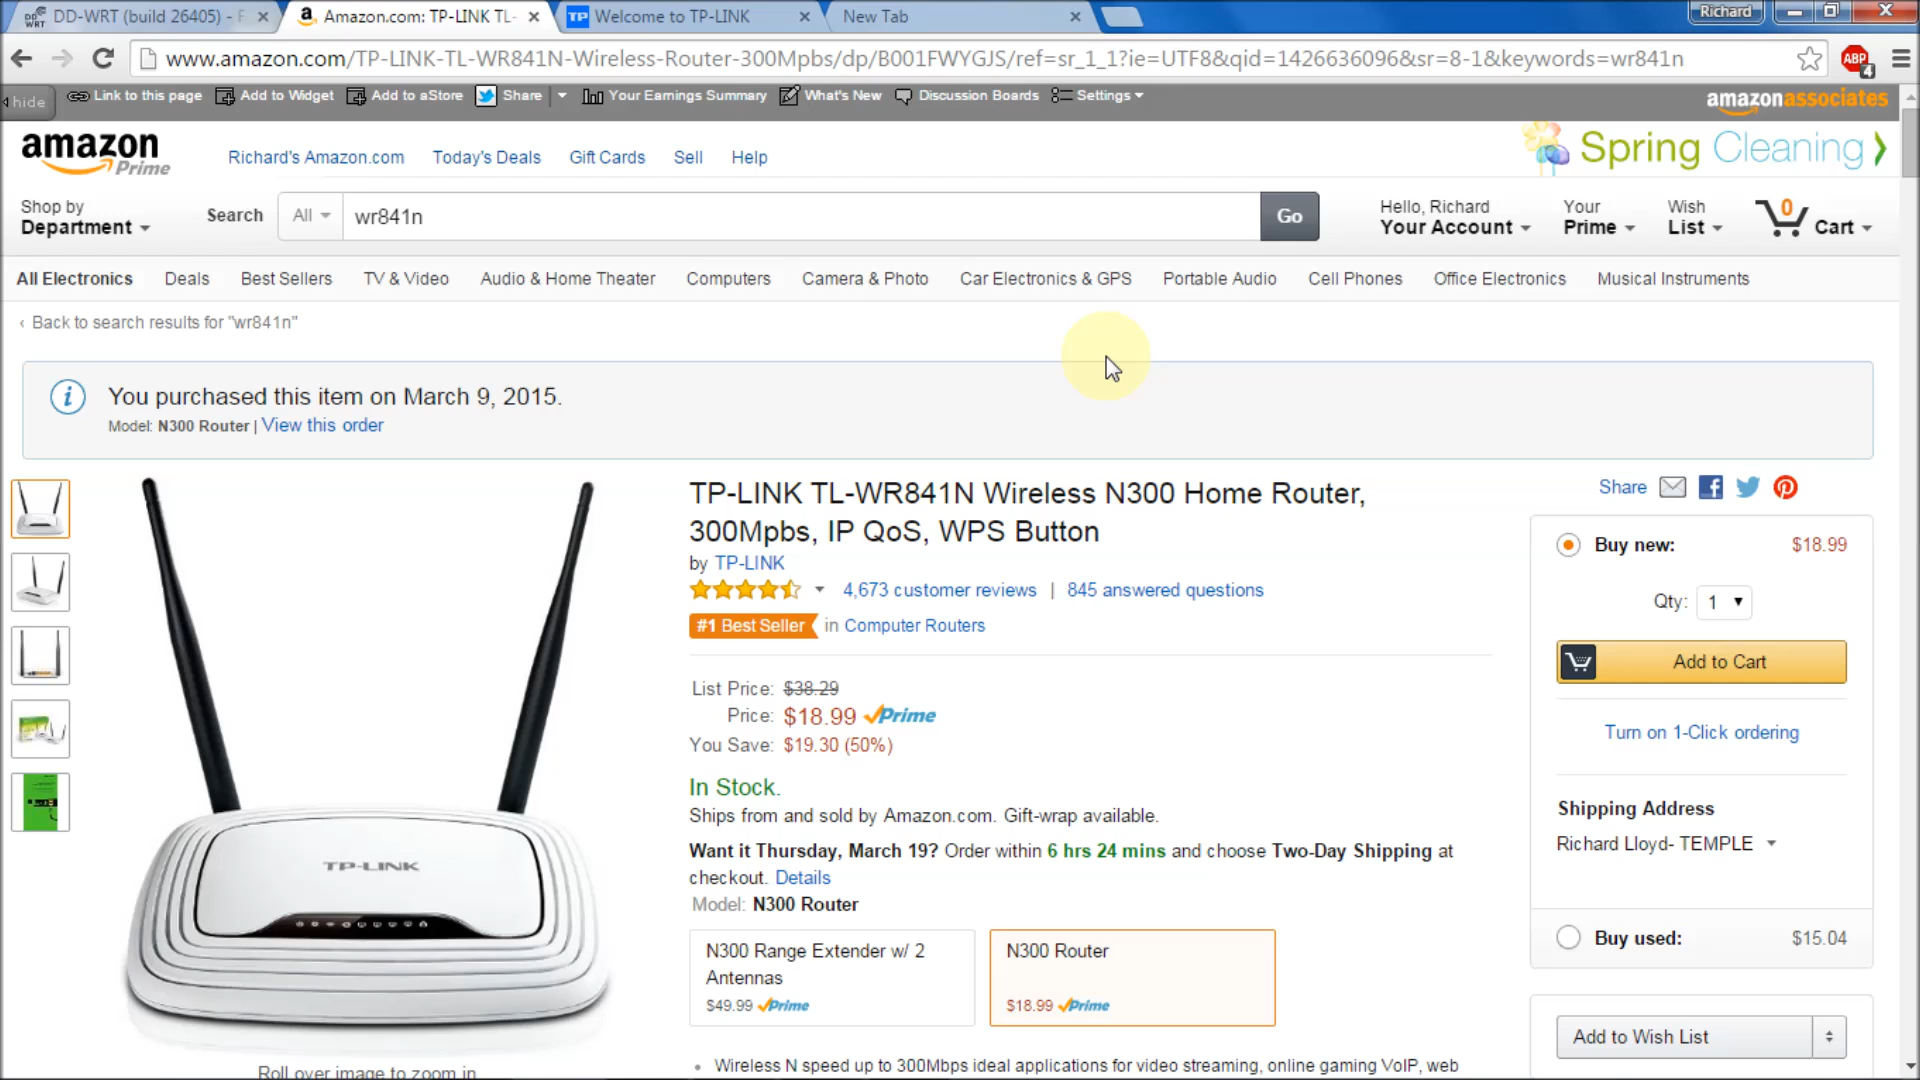 DD-WRT (build 26405) - F
Amazon.com: TP-LINK TL-
Welcome to TP-LINK
New Tab
Richard
www.amazon.com/TP-LINK-TL-WR841N-Wireless-Router-300Mpbs/dp/B001FWYGJS/ref=sr_1_1?ie=UTF8&qid=1426636096&sr=8-1&keywords=wr841n
ABP
4
hide
Link to this page
Add to Widget
Add to aStore
Share
Your Earnings Summary
What's New
Discussion Boards
Settings
amazonassociates
amazon
Prime
Richard's Amazon.com
Today's Deals
Gift Cards
Sell
Help
Spring Cleaning
Shop by
Department
Search
All
wr841n
Go
Hello, Richard
Your Account
Your
Prime
Wish
List
0
Cart
All Electronics
Deals
Best Sellers
TV & Video
Audio & Home Theater
Computers
Camera & Photo
Car Electronics & GPS
Portable Audio
Cell Phones
Office Electronics
Musical Instruments
‹ Back to search results for "wr841n"
You purchased this item on March 9, 2015.
Model: N300 Router | View this order
TP-LINK
Roll over image to zoom in
TP-LINK TL-WR841N Wireless N300 Home Router,
300Mpbs, IP QoS, WPS Button
by TP-LINK
4,673 customer reviews | 845 answered questions
#1 Best Seller in Computer Routers
List Price: $38.29
Price: $18.99 Prime
You Save: $19.30 (50%)
In Stock.
Ships from and sold by Amazon.com. Gift-wrap available.
Want it Thursday, March 19? Order within 6 hrs 24 mins and choose Two-Day Shipping at
checkout. Details
Model: N300 Router
N300 Range Extender w/ 2
Antennas
$49.99 Prime
N300 Router
$18.99 Prime
• Wireless N speed up to 300Mbps ideal applications for video streaming, online gaming VoIP, web
Share
Buy new: $18.99
Qty: 1
Add to Cart
Turn on 1-Click ordering
Shipping Address
Richard Lloyd- TEMPLE
Buy used: $15.04
Add to Wish List